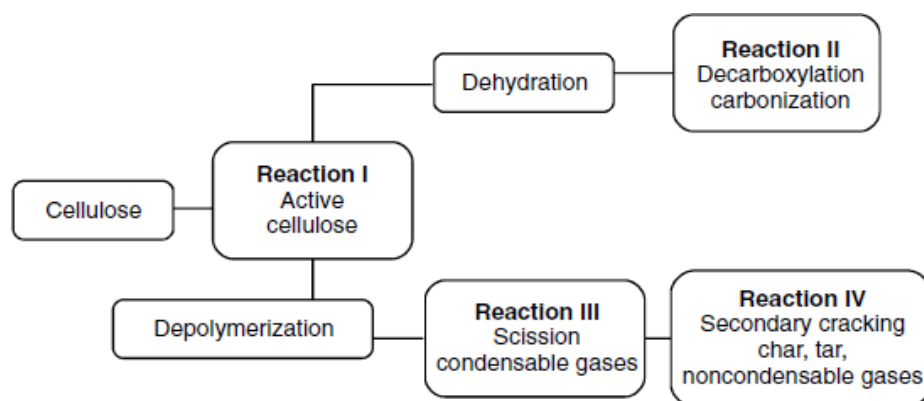 Reaction II
Decarboxylation
carbonization
Dehydration
Reaction I
Active
cellulose
Cellulose
Depolymerization
Reaction III
Scission
condensable gases
Reaction IV
Secondary cracking
char, tar,
noncondensable gases